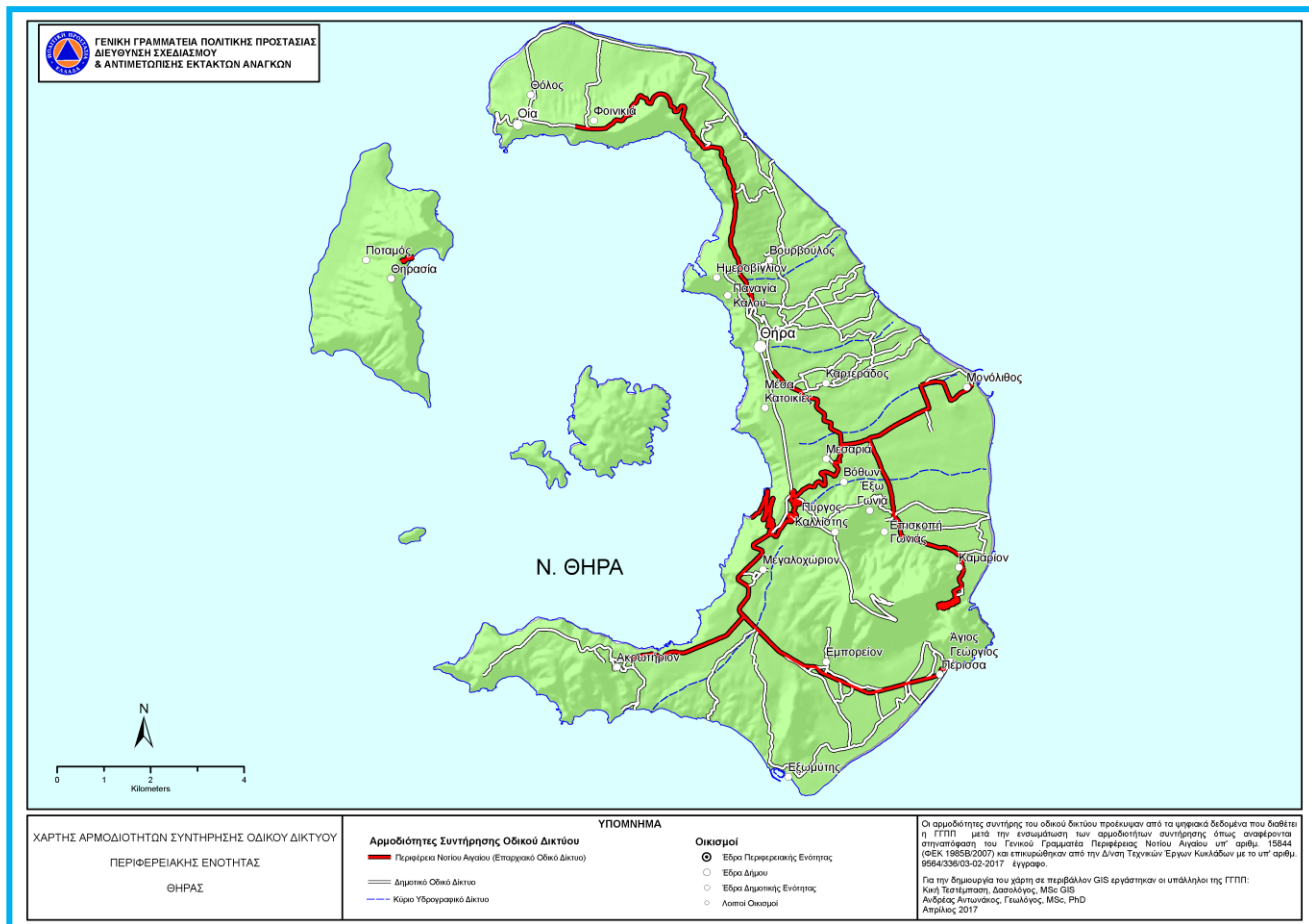 ΓΕΝΙΚΗ ΓΡΑΜΜΑΤΕΙΑ ΠΟΛΙΤΙΚΗΣ ΠΡΟΣΤΑΣΙΑΣ
ΔΙΕΥΘΥΝΣΗ ΣΧΕΔΙΑΣΜΟΥ
& ΑΝΤΙΜΕΤΩΠΙΣΗΣ ΕΚΤΑΚΤΩΝ ΑΝΑΓΚΩΝ
ΠΟΛΙΤΙΚΗ ΠΡΟΣΤΑΣΙΑ
ΕΛΛΑΔΑ
Θόλος
Οία
Φοινικιά
Ποταμός
Θηρασία
Βουρβούλος
Ημεροβιγλίον
Παναγία
Καλού
Θήρα
Καρτεράδος
Μονόλιθος
Μέσα
Κατοικίες
Μεσαριά
Βόθων
Έξω
Γωνιά
Πύργος
Καλλίστης
Επισκοπή
Γωνιάς
Καμάριον
Μεγαλοχώριον
Ν. ΘΗΡΑ
Άγιος
Γεώργιος
Πέρισσα
Εμπορείον
Ακρωτήριον
Εξωμύτης
N
0 1 2 4
Kilometers
ΧΑΡΤΗΣ ΑΡΜΟΔΙΟΤΗΤΩΝ ΣΥΝΤΗΡΗΣΗΣ ΟΔΙΚΟΥ ΔΙΚΤΥΟΥ
ΠΕΡΙΦΕΡΕΙΑΚΗΣ ΕΝΟΤΗΤΑΣ
ΘΗΡΑΣ
ΥΠΟΜΝΗΜΑ
Αρμοδιότητες Συντήρησης Οδικού Δικτύου
Περιφέρεια Νοτίου Αιγαίου (Επαρχιακό Οδικό Δίκτυο)
Δημοτικό Οδικό Δίκτυο
Κύριο Υδρογραφικό Δίκτυο
Οικισμοί
Έδρα Περιφερειακής Ενότητας
Έδρα Δήμου
Έδρα Δημοτικής Ενότητας
Λοιποί Οικισμοί
Οι αρμοδιότητες συντήρης του οδικού δικτύου προέκυψαν από τα ψηφιακά δεδομένα που διαθέτει
η ΓΓΠΠ μετά την ενσωμάτωση των αρμοδιοτήτων συντήρησης όπως αναφέρονται
στηναπόφαση του Γενικού Γραμματέα Περιφέρειας Νοτίου Αιγαίου υπ' αριθμ. 15844
(ΦΕΚ 1985Β/2007) και επικυρώθηκαν από την Δ/νση Τεχνικών Έργων Κυκλάδων με το υπ' αριθμ.
9564/336/03-02-2017 έγγραφο.
Για την δημιουργία του χάρτη σε περιβάλλον GIS εργάστηκαν οι υπάλληλοι της ΓΓΠΠ:
Κική Τεστέμπαση, Δασολόγος, MSc GIS
Ανδρέας Αντωνάκος, Γεωλόγος, MSc, PhD
Απρίλιος 2017